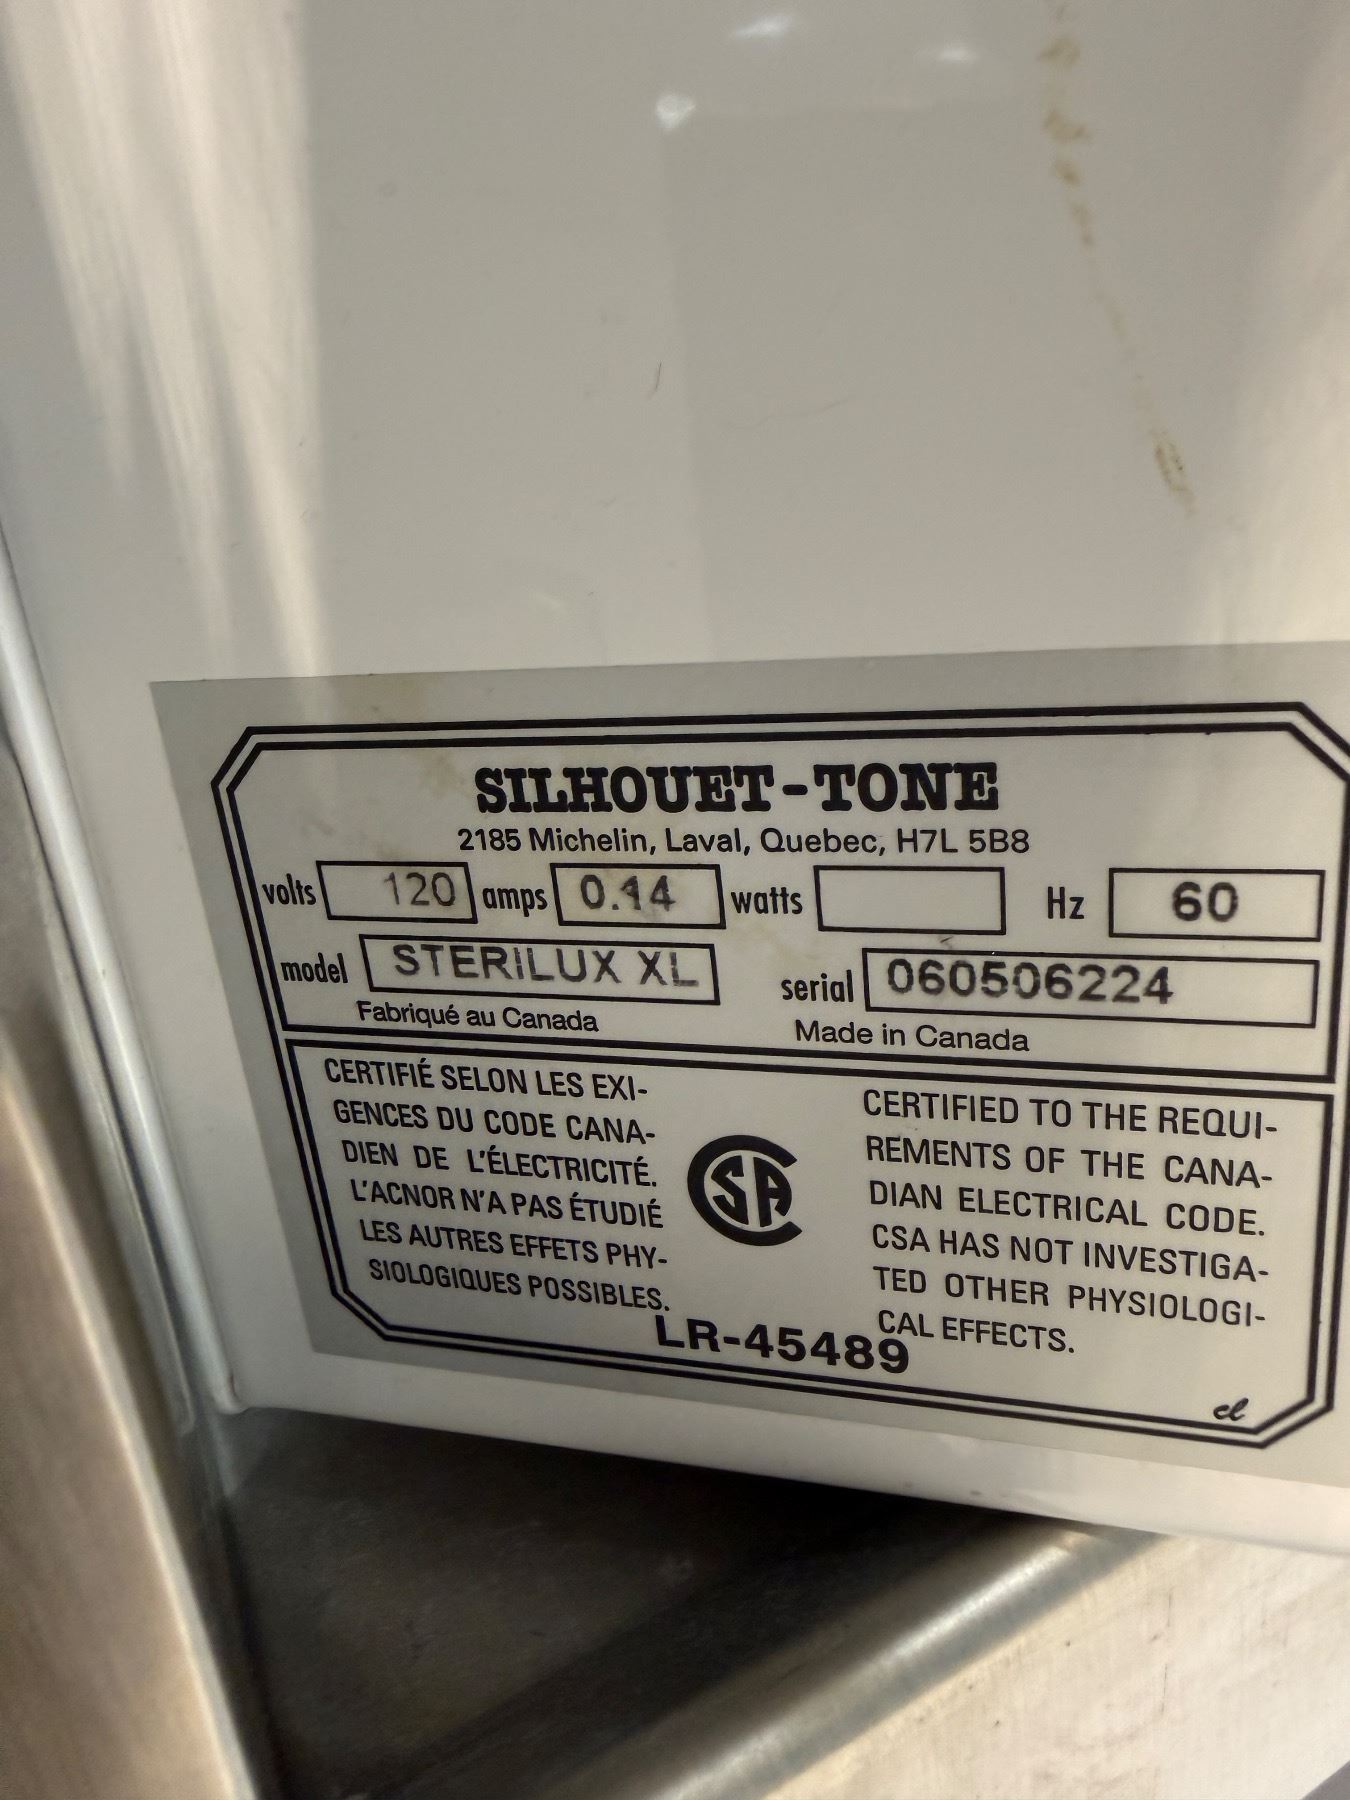 SILHOUET-TONE
2185 Michelin, Laval, Quebec, H7L 5B8
volts 120 amps 0.14 watts Hz 60
model STERILUX XL serial 060506224
Fabriqué au Canada Made in Canada
CERTIFIÉ SELON LES EXI-
GENCES DU CODE CANA-
DIEN DE L'ÉLECTRICITÉ.
L'ACNOR N'A PAS ÉTUDIÉ
LES AUTRES EFFETS PHY-
SIOLOGIQUES POSSIBLES.
SA
CERTIFIED TO THE REQUI-
REMENTS OF THE CANA-
DIAN ELECTRICAL CODE.
CSA HAS NOT INVESTIGA-
TED OTHER PHYSIOLOGI-
CAL EFFECTS.
LR-45489
cl